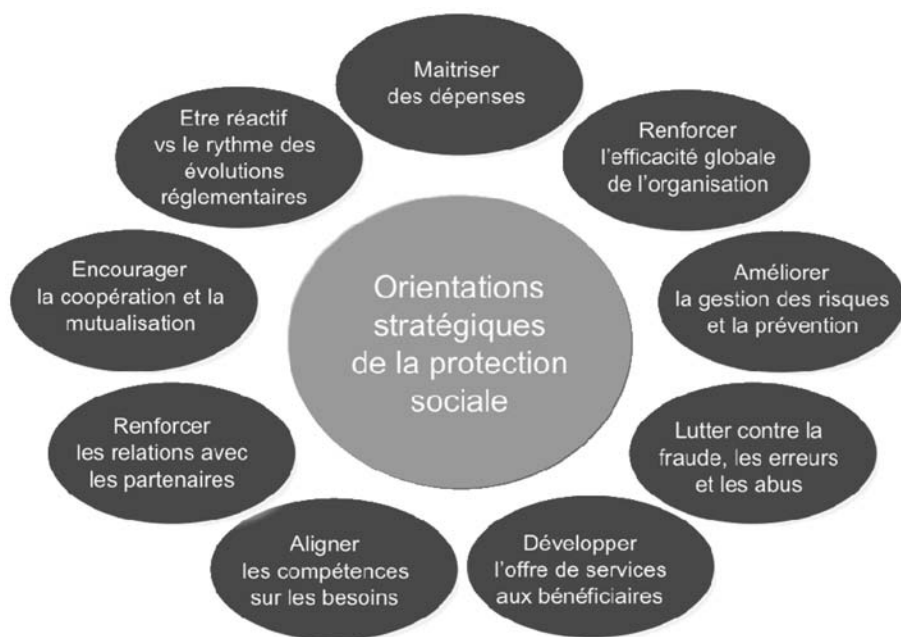 Maitriser
des dépenses
Renforcer
l'efficacité globale
de l'organisation
Améliorer
la gestion des risques
et la prévention
Lutter contre la
fraude, les erreurs
et les abus
Développer
l'offre de services
aux bénéficiaires
Aligner
les compétences
sur les besoins
Renforcer
les relations avec
les partenaires
Encourager
la coopération et la
mutualisation
Etre réactif
vs le rythme des
évolutions
réglementaires
Orientations
stratégiques
de la protection
sociale